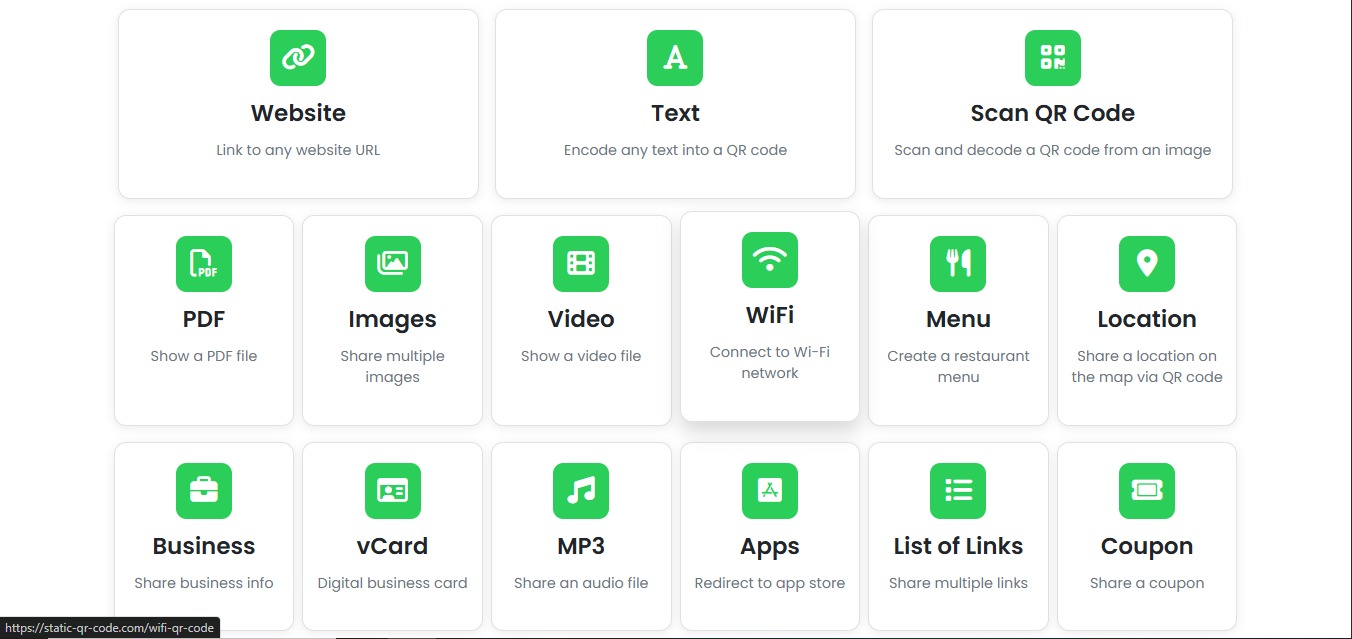 Website
Text
Scan QR Code
Link to any website URL
Encode any text into a QR code
Scan and decode a QR code from an image
PDF
PDF
Show a PDF file
Images
Share multiple
images
Video
Show a video file
WiFi
Connect to Wi-Fi
network
Menu
Create a restaurant
menu
Location
Share a location on
the map via QR code
Business
Share business info
vCard
Digital business card
MP3
Share an audio file
Apps
Redirect to app store
List of Links
Share multiple links
Coupon
Share a coupon
https://static-qr-code.com/wifi-qr-code